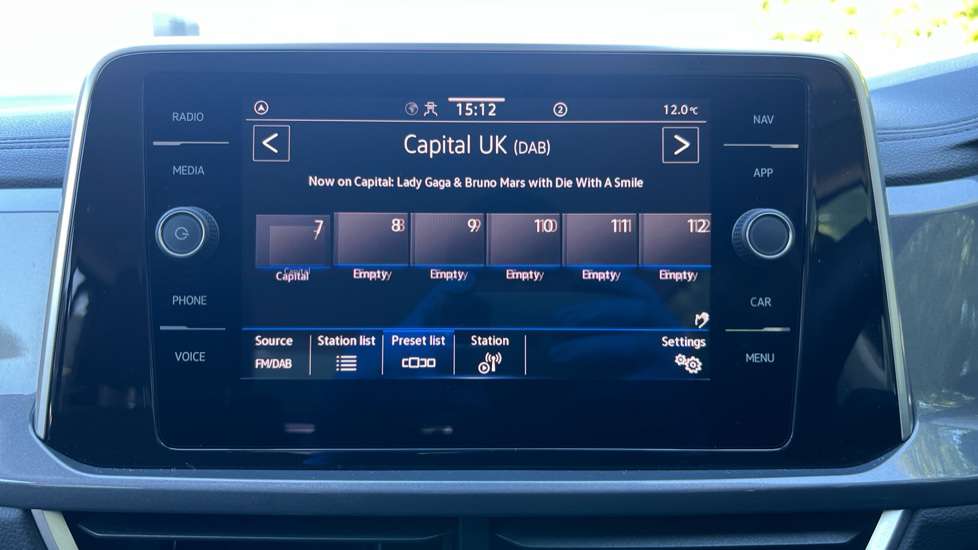 15:12 2 12.0°C
Capital UK (DAB)
Now on Capital: Lady Gaga & Bruno Mars with Die With A Smile
7 8 9 10 11 12
Capital Empty Empty Empty Empty Empty
Source Station list Preset list Station Settings
FM/DAB
RADIO
MEDIA
PHONE
VOICE
NAV
APP
CAR
MENU